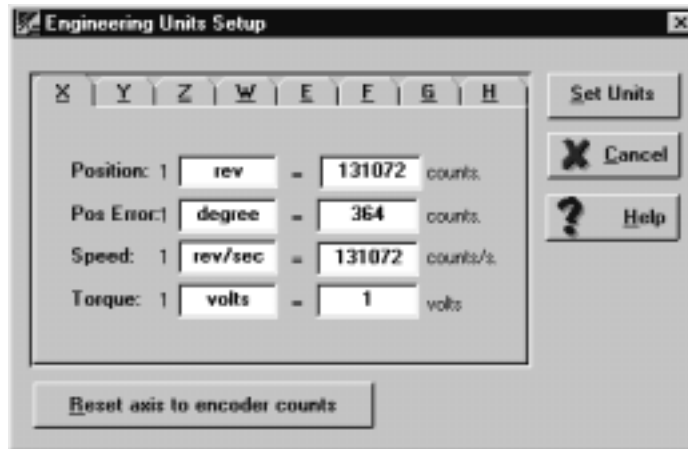 Engineering Units Setup
X Y Z W E F G H
Position: 1 rev = 131072 counts.
Pos Error: 1 degree = 364 counts.
Speed: 1 rev/sec = 131072 counts/s.
Torque: 1 volts = 1 volts
Reset axis to encoder counts
Set Units
Cancel
? Help